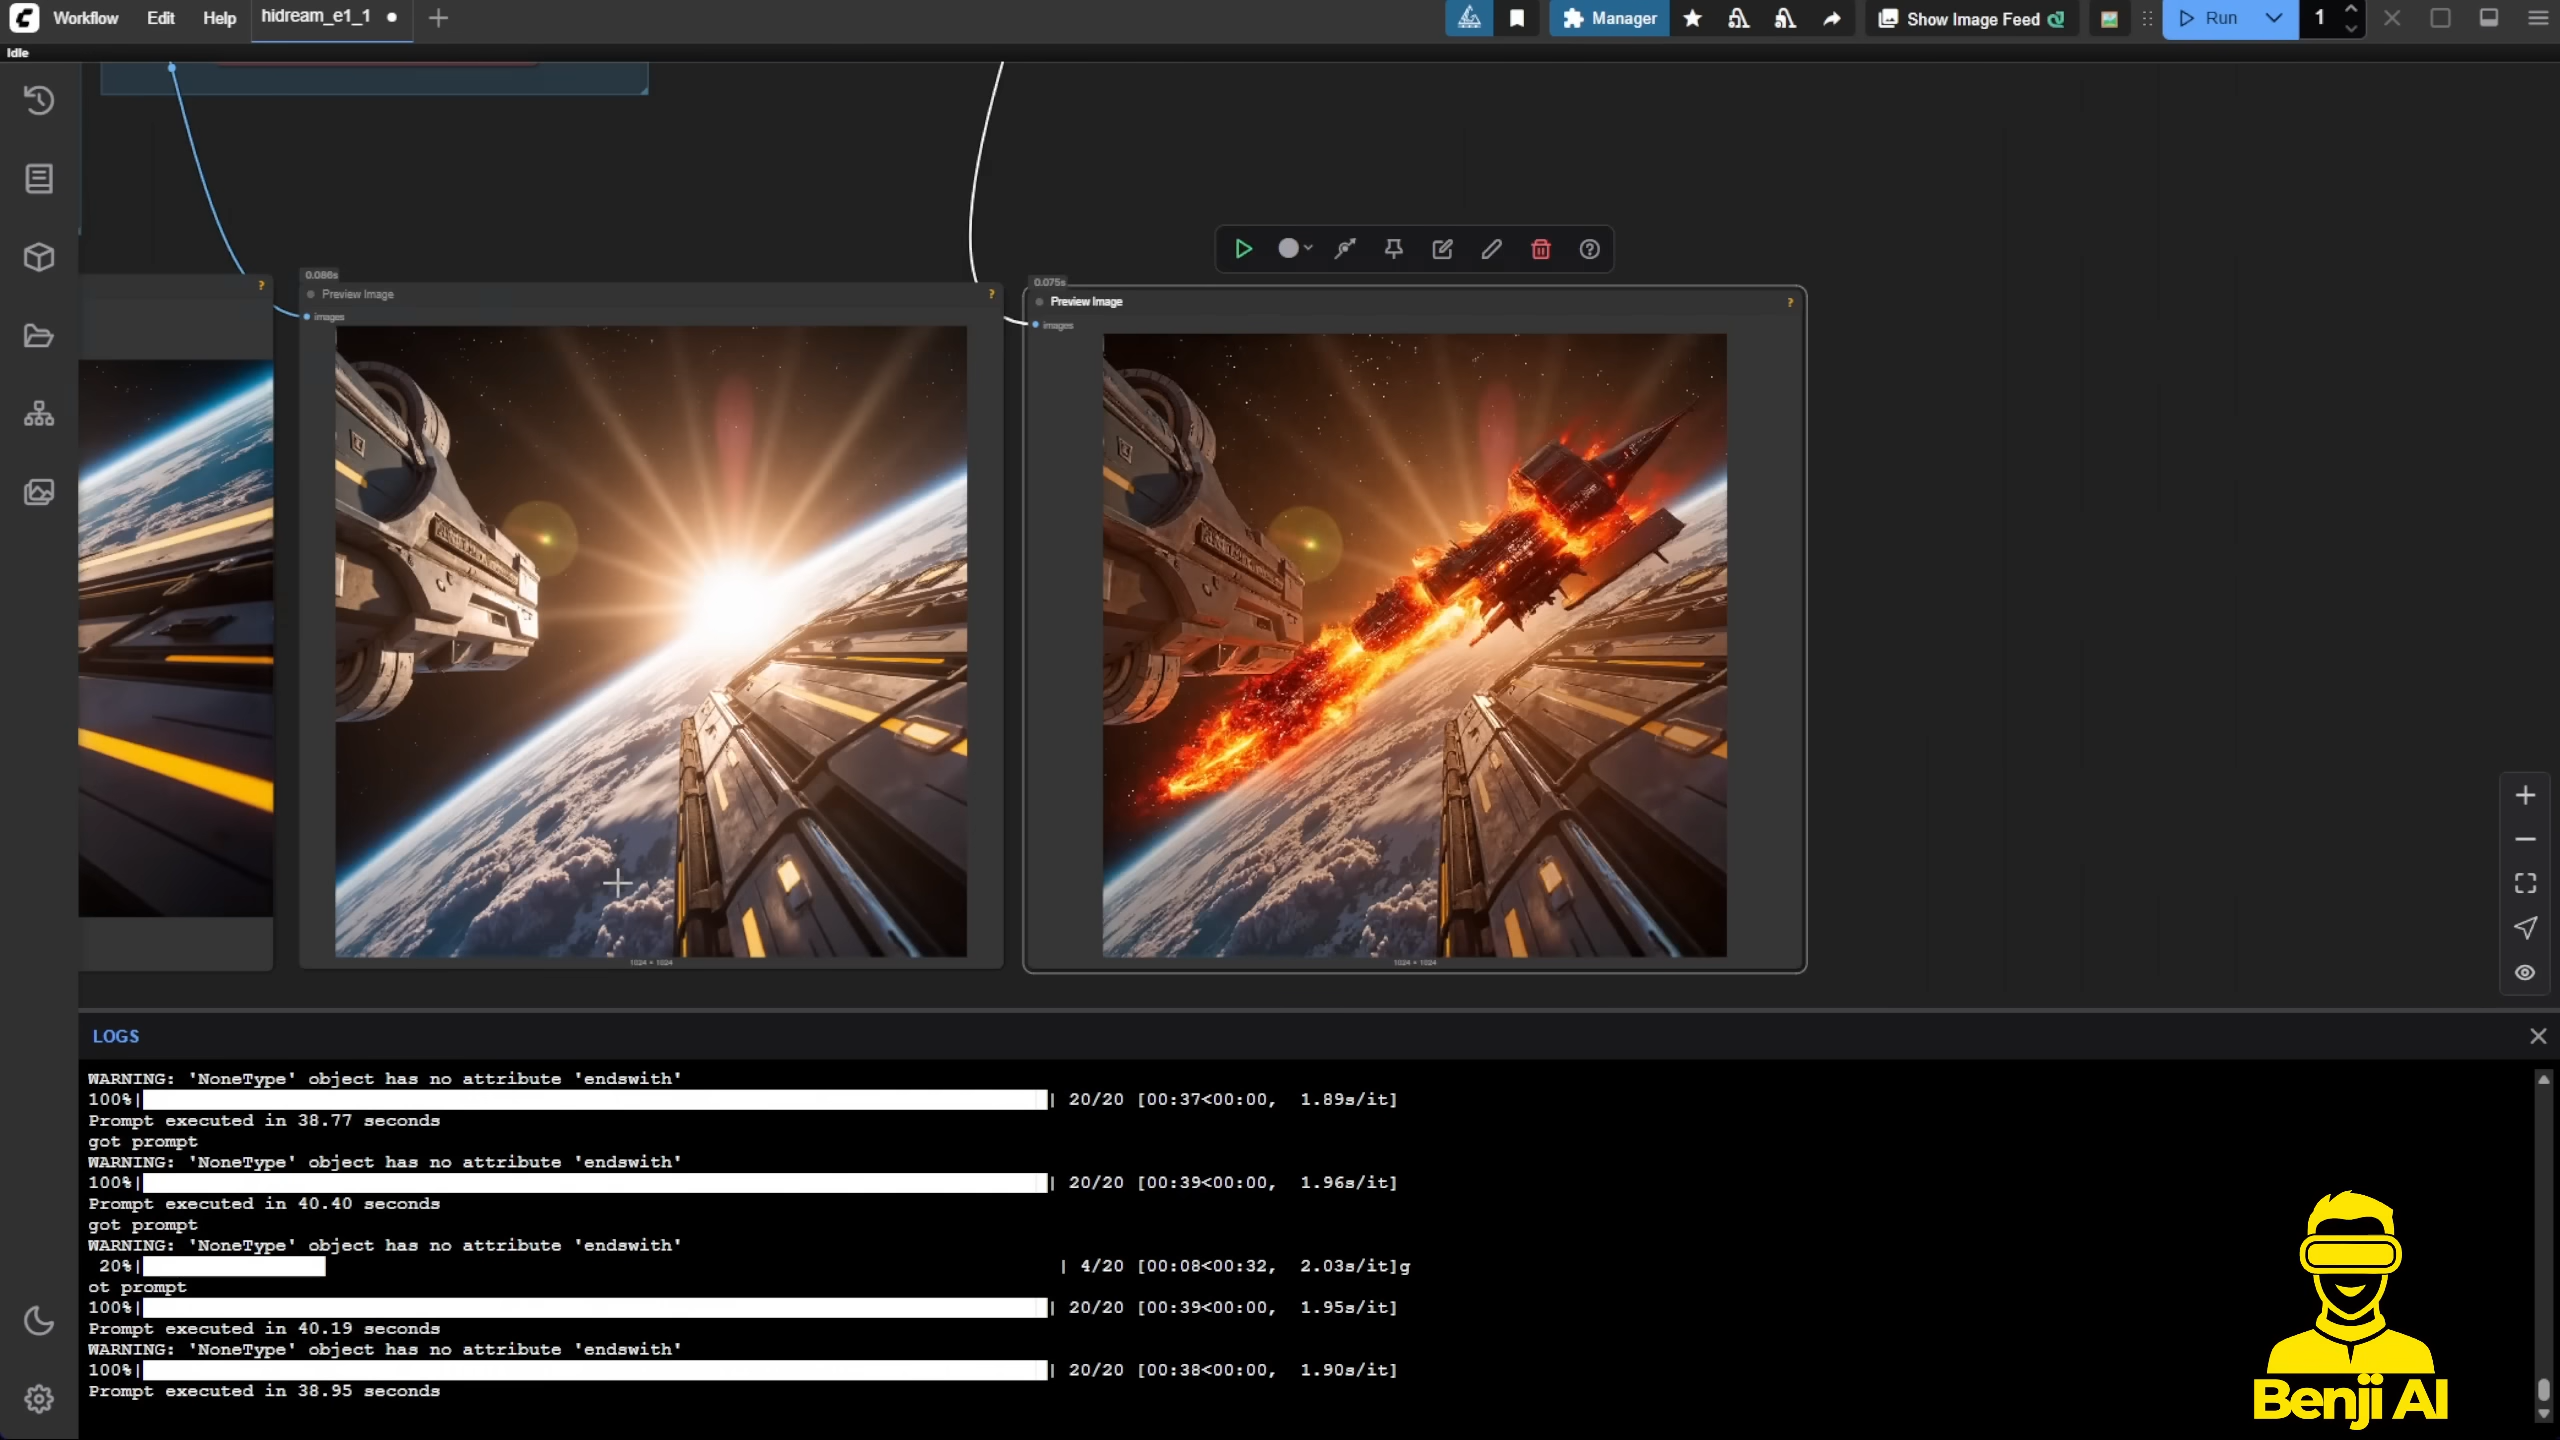 Workflow Edit Help hidream_e1_1
Manager Show Image Feed Run 1
Idle
0.086s
Preview Image ?
images
1024 × 1024
?
0.075s
Preview Image ?
images
1024 × 1024
LOGS
WARNING: 'NoneType' object has no attribute 'endswith'
100%| | 20/20 [00:37<00:00, 1.89s/it]
Prompt executed in 38.77 seconds
got prompt
WARNING: 'NoneType' object has no attribute 'endswith'
100%| | 20/20 [00:39<00:00, 1.96s/it]
Prompt executed in 40.40 seconds
got prompt
WARNING: 'NoneType' object has no attribute 'endswith'
20%| | 4/20 [00:08<00:32, 2.03s/it]g
ot prompt
100%| | 20/20 [00:39<00:00, 1.95s/it]
Prompt executed in 40.19 seconds
WARNING: 'NoneType' object has no attribute 'endswith'
100%| | 20/20 [00:38<00:00, 1.90s/it]
Prompt executed in 38.95 seconds
Benji AI